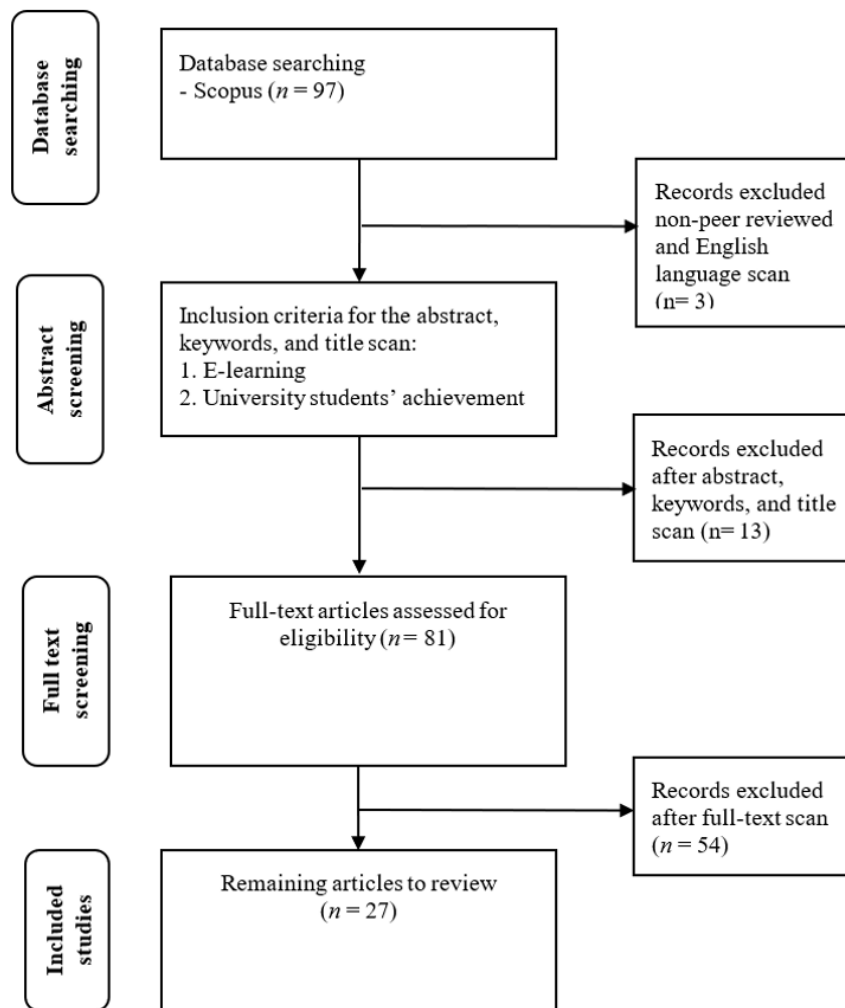 Database
searching
Database searching
- Scopus (n = 97)
Records excluded
non-peer reviewed
and English
language scan
(n= 3)
Abstract
screening
Inclusion criteria for the abstract,
keywords, and title scan:
1. E-learning
2. University students’ achievement
Records excluded
after abstract,
keywords, and title
scan (n= 13)
Full text
screening
Full-text articles assessed for
eligibility (n = 81)
Records excluded
after full-text scan
(n = 54)
Included
studies
Remaining articles to review
(n = 27)